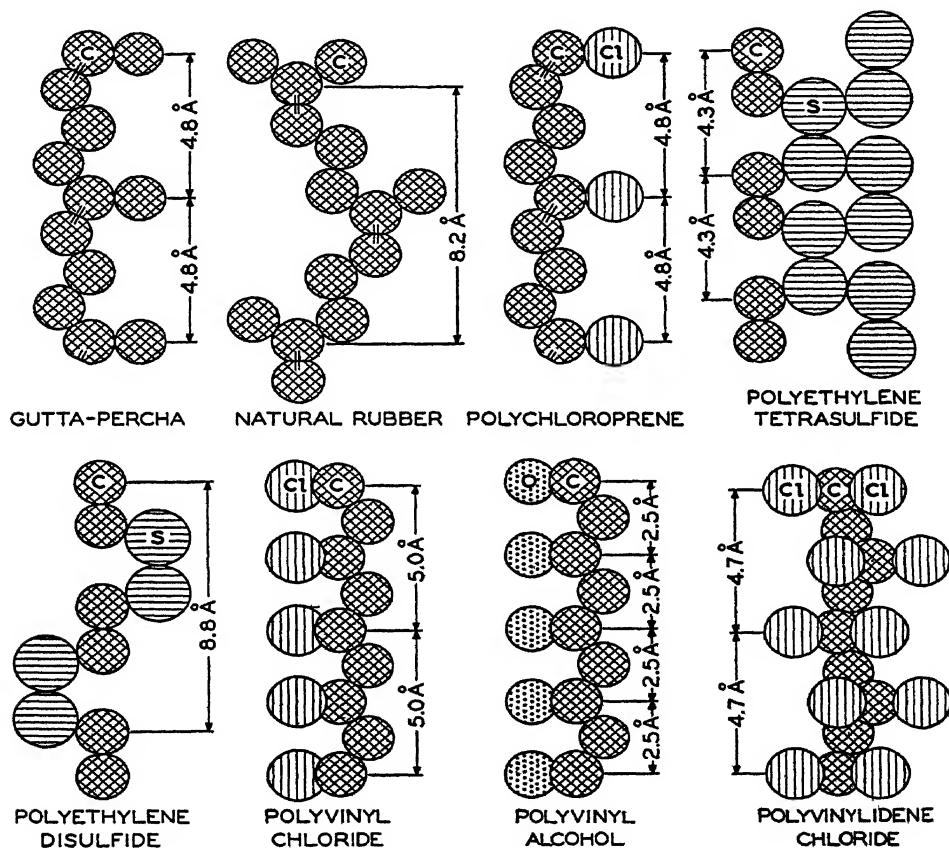 C
4.8 Å
4.8 Å
GUTTA-PERCHA
C
8.2 Å
NATURAL RUBBER
C Cl
4.8 Å
4.8 Å
POLYCHLOROPRENE
C
S
4.3 Å
4.3 Å
POLYETHYLENE
TETRASULFIDE
C
S
8.8 Å
POLYETHYLENE
DISULFIDE
Cl C
5.0 Å
5.0 Å
POLYVINYL
CHLORIDE
O C
2.5 Å
2.5 Å
2.5 Å
2.5 Å
POLYVINYL
ALCOHOL
Cl C Cl
4.7 Å
4.7 Å
POLYVINYLIDENE
CHLORIDE